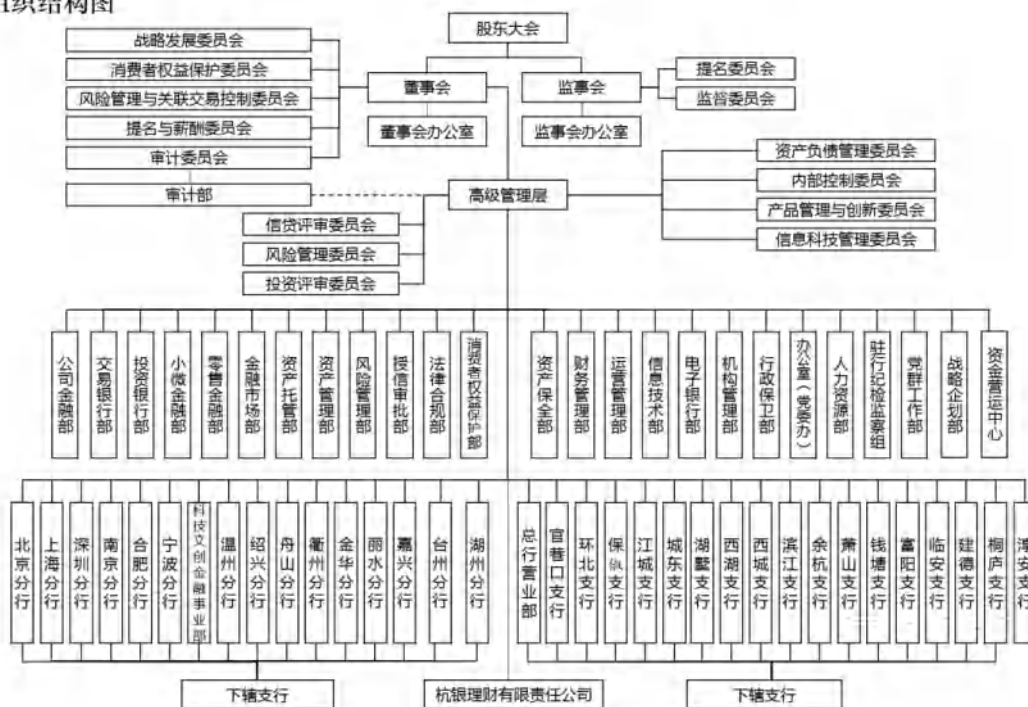 组织结构图
股东大会
战略发展委员会
消费者权益保护委员会
风险管理与关联交易控制委员会
提名与薪酬委员会
审计委员会
审计部
董事会
董事会办公室
监事会
监事会办公室
提名委员会
监督委员会
高级管理层
资产负债管理委员会
内部控制委员会
产品管理与创新委员会
信息科技管理委员会
信贷评审委员会
风险管理委员会
投资评审委员会
公司金融部
交易银行部
投资银行部
小微金融部
零售金融部
金融市场部
资产托管部
资产管理部
风险管理部
授信审批部
法律合规部
消费者权益保护部
资产保全部
财务管理部
运营管理部
信息技术部
电子银行部
机构管理部
行政保卫部
办公室（党委办）
人力资源部
驻行纪检监察组
党群工作部
战略企划部
资金营运中心
北京分行
上海分行
深圳分行
南京分行
合肥分行
宁波分行
科技文创金融事业部
温州分行
绍兴分行
舟山分行
衢州分行
金华分行
丽水分行
嘉兴分行
台州分行
湖州分行
总行营业部
官巷口支行
环北支行
保俶支行
江城支行
城东支行
湖墅支行
西湖支行
西城支行
滨江支行
余杭支行
萧山支行
钱塘支行
富阳支行
临安支行
建德支行
桐庐支行
淳安支行
下辖支行
杭银理财有限责任公司
下辖支行